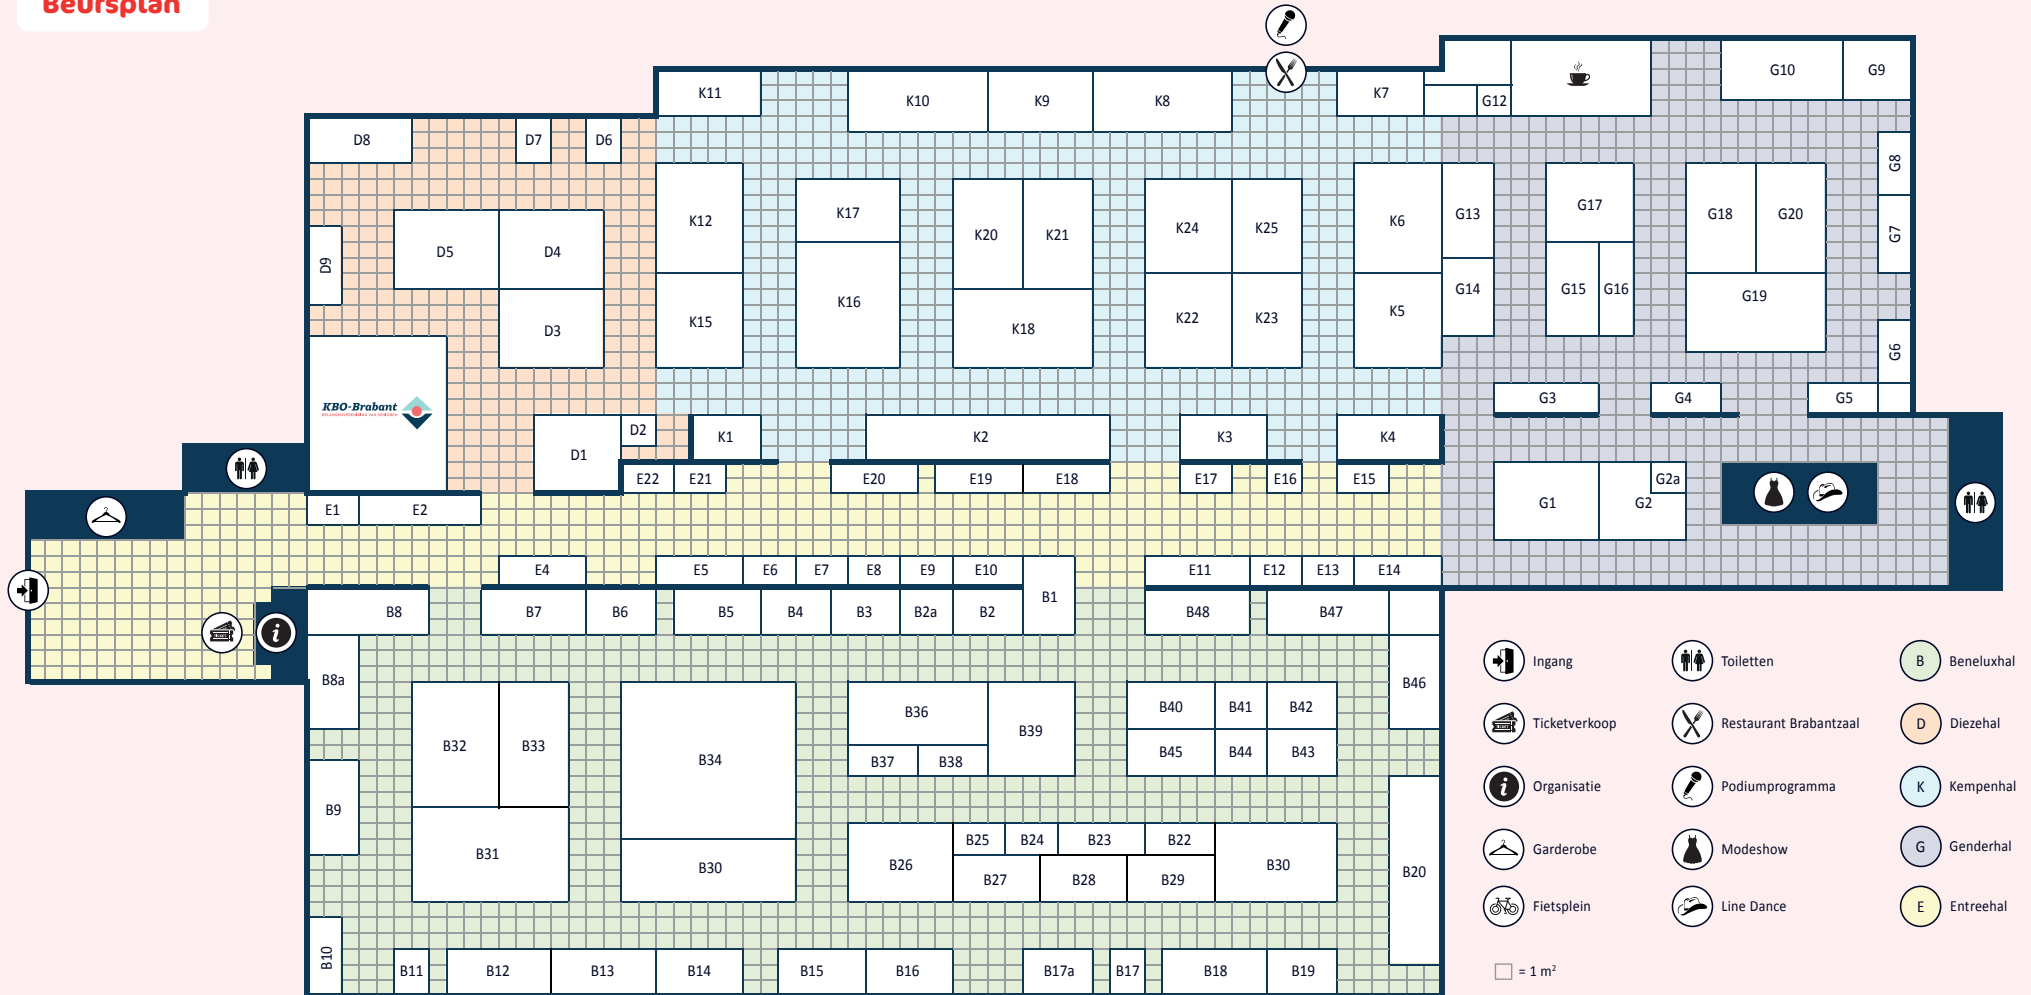 Beursplan
K11
K10
K9
K8
K7
G12
G10
G9
D8
D7
D6
G8
K12
K17
K20
K21
K24
K25
K6
G13
G17
G18
G20
G7
D9
D5
D4
K16
G14
G15
G16
G19
K15
K18
K22
K23
K5
D3
G6
KBO-Brabant
G3
G4
G5
D1
D2
K1
K2
K3
K4
E22
E21
E20
E19
E18
E17
E16
E15
G1
G2
G2a
E1
E2
E4
E5
E6
E7
E8
E9
E10
B1
E11
E12
E13
E14
B8
B7
B6
B5
B4
B3
B2a
B2
B48
B47
B8a
B46
B32
B33
B34
B36
B37
B38
B39
B40
B41
B42
B45
B44
B43
B9
B31
B30
B26
B25
B24
B23
B22
B27
B28
B29
B30
B20
B10
B11
B12
B13
B14
B15
B16
B17a
B17
B18
B19
Ingang
Toiletten
B Beneluxhal
Ticketverkoop
Restaurant Brabantzaal
D Diezehal
i Organisatie
Podiumprogramma
K Kempenhal
Garderobe
Modeshow
G Genderhal
Fietsplein
Line Dance
E Entreehal
= 1 m²